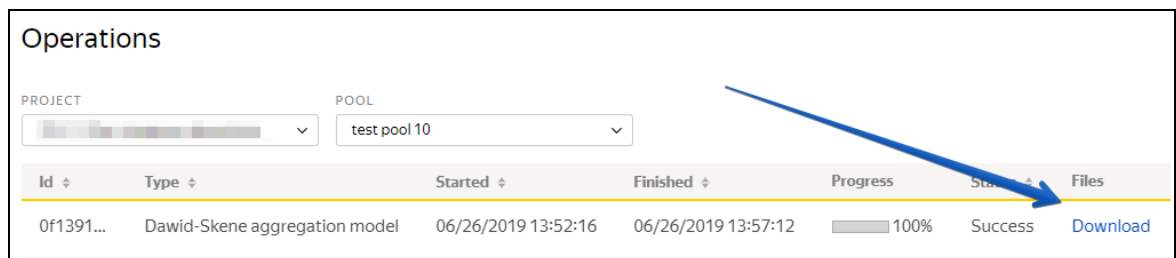 Operations
PROJECT POOL
test pool 10
Id Type Started Finished Progress Status Files
0f1391... Dawid-Skene aggregation model 06/26/2019 13:52:16 06/26/2019 13:57:12 100% Success Download